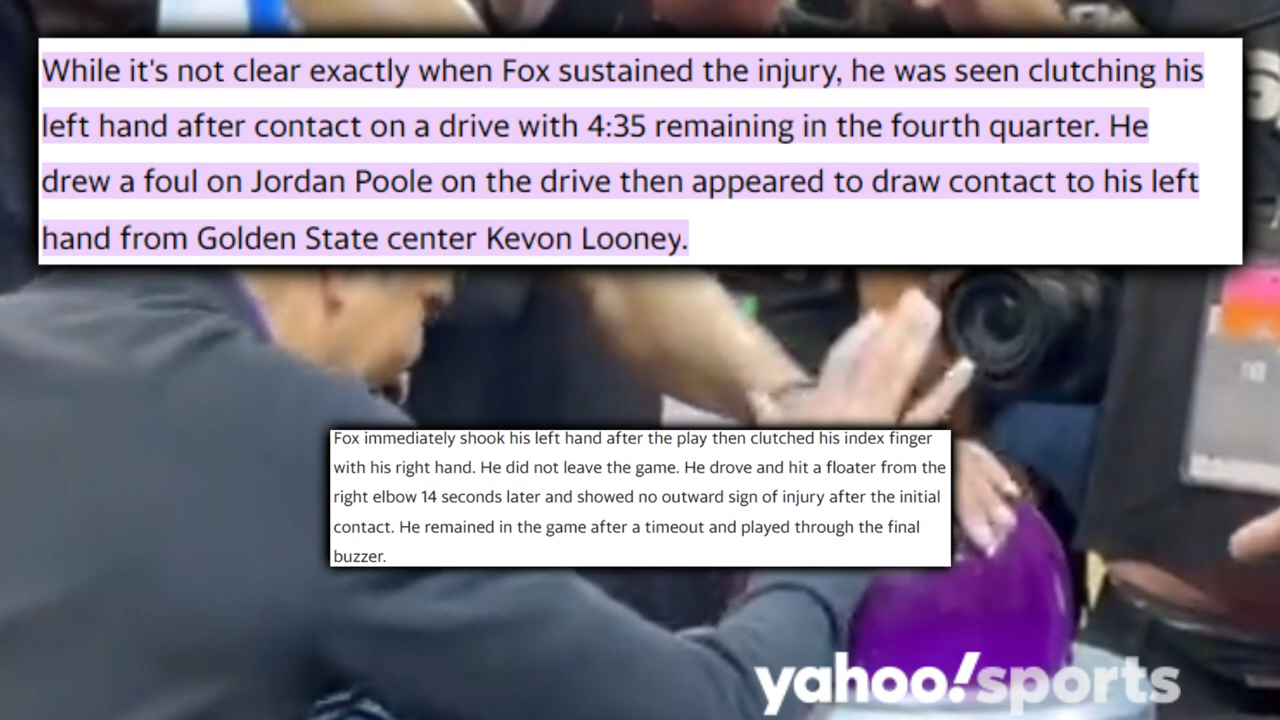 While it's not clear exactly when Fox sustained the injury, he was seen clutching his
left hand after contact on a drive with 4:35 remaining in the fourth quarter. He
drew a foul on Jordan Poole on the drive then appeared to draw contact to his left
hand from Golden State center Kevon Looney.
Fox immediately shook his left hand after the play then clutched his index finger
with his right hand. He did not leave the game. He drove and hit a floater from the
right elbow 14 seconds later and showed no outward sign of injury after the initial
contact. He remained in the game after a timeout and played through the final
buzzer.
yahoo!sports